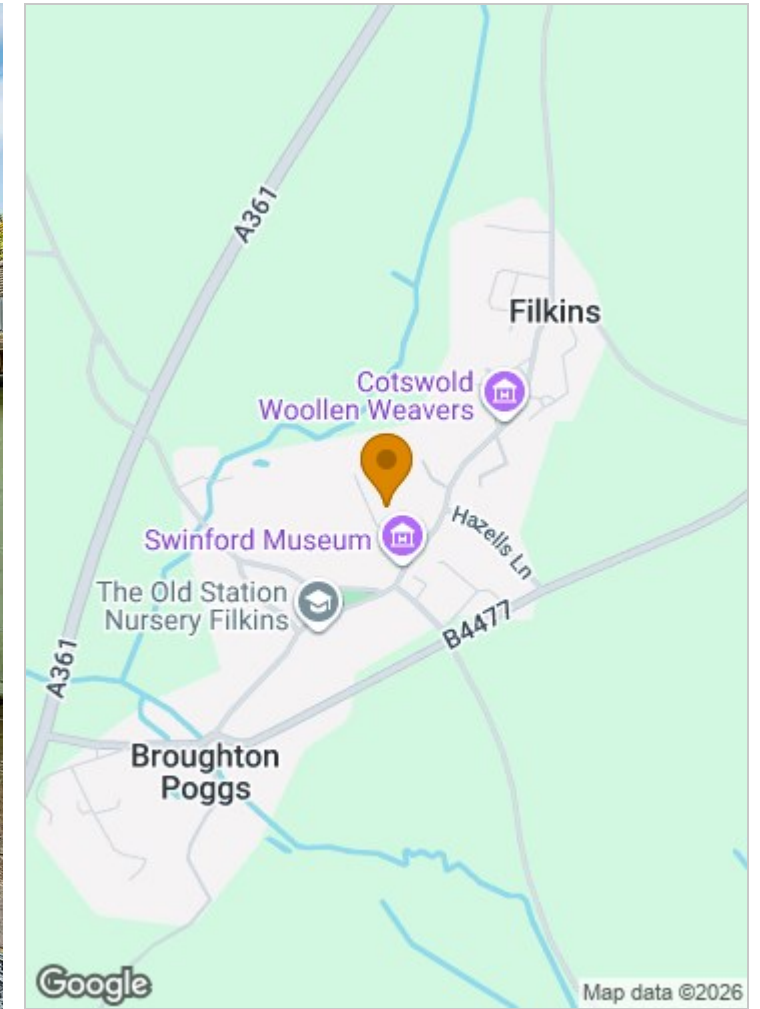 A361
Filkins
Cotswold
Woollen Weavers
Swinford Museum
Hazells Ln
The Old Station
Nursery Filkins
B4477
A361
Broughton
Poggs
Google
Map data ©2026